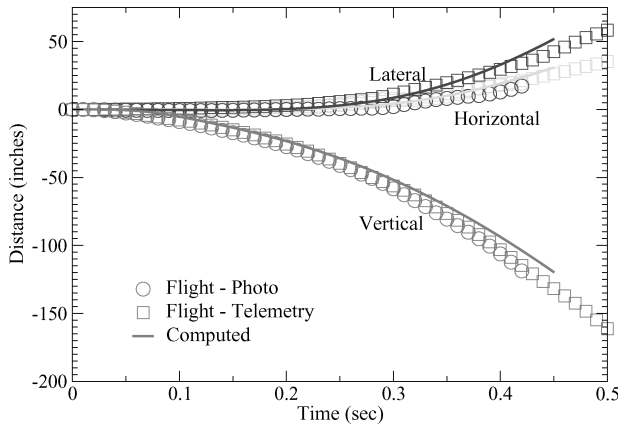 50
Lateral
0
Horizontal
-50
Distance (inches)
Vertical
-100
Flight - Photo
-150
Flight - Telemetry
Computed
-200
0 0.1 0.2 0.3 0.4 0.5
Time (sec)